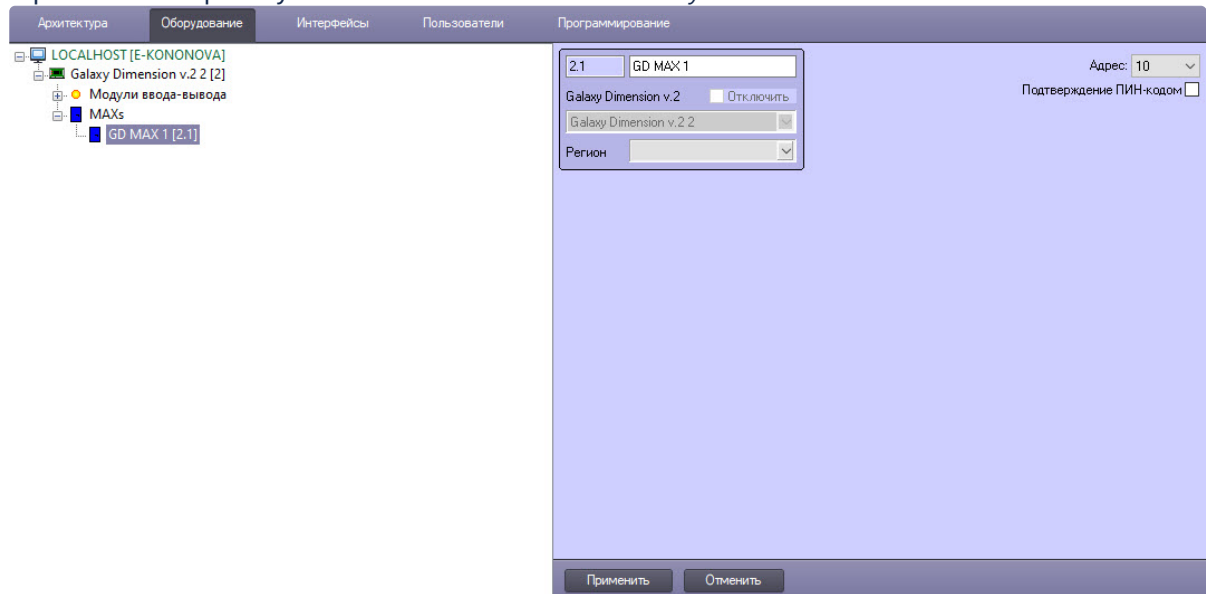 Архитектура Оборудование Интерфейсы Пользователи Программирование
LOCALHOST [E-KONONOVA]
Galaxy Dimension v.2 2 [2]
Модули ввода-вывода
MAXs
GD MAX 1 [2.1]
2.1 GD MAX 1
Galaxy Dimension v.2 Отключить
Galaxy Dimension v.2 2
Регион
Адрес: 10
Подтверждение ПИН-кодом
Применить Отменить